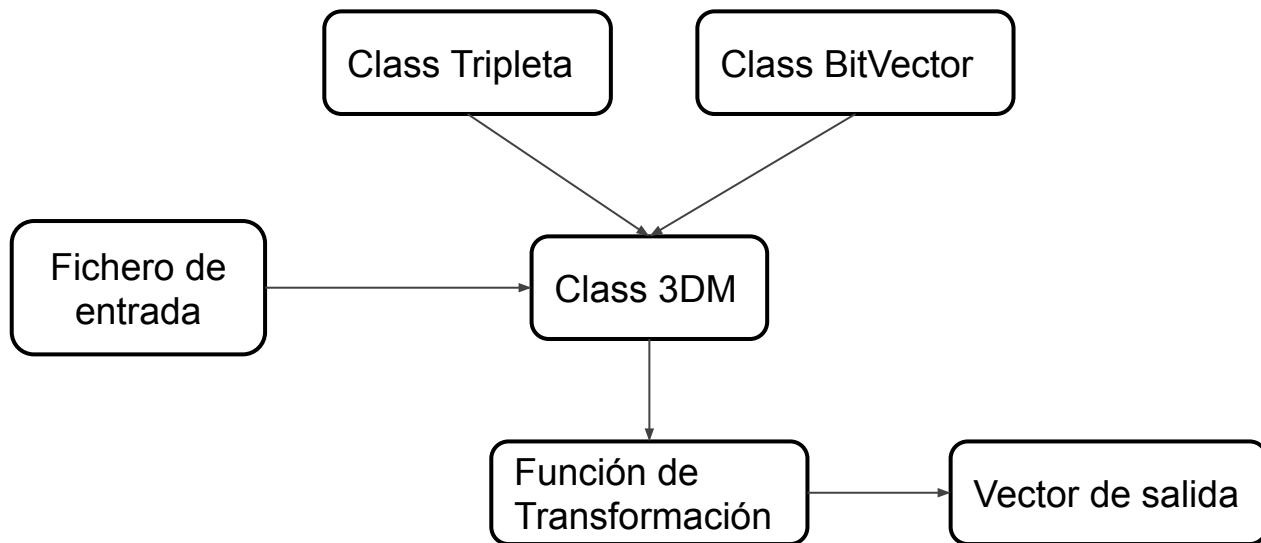 Class Tripleta
Class BitVector
Fichero de
entrada
Class 3DM
Función de
Transformación
Vector de salida